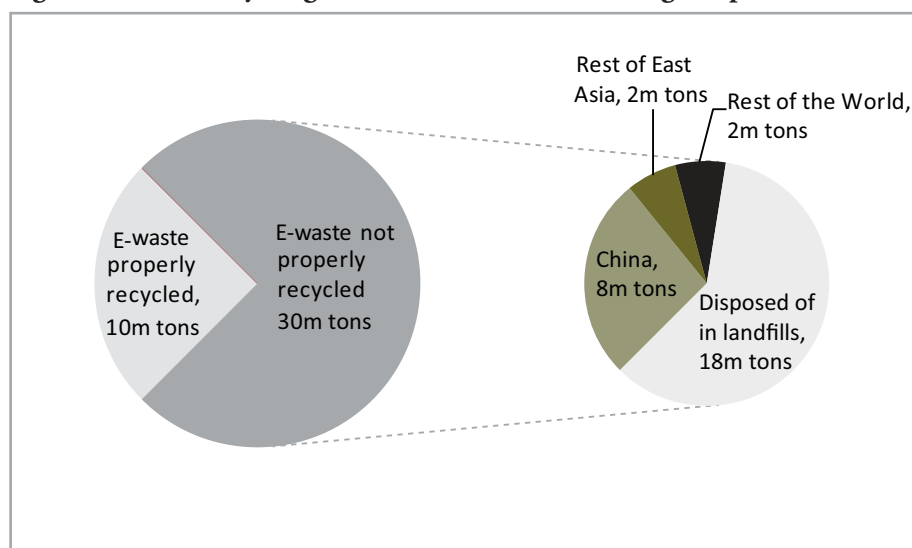 Rest of East
Asia, 2m tons
Rest of the World,
2m tons
E-waste
properly
recycled,
10m tons
E-waste not
properly
recycled
30m tons
China,
8m tons
Disposed of
in landfills,
18m tons